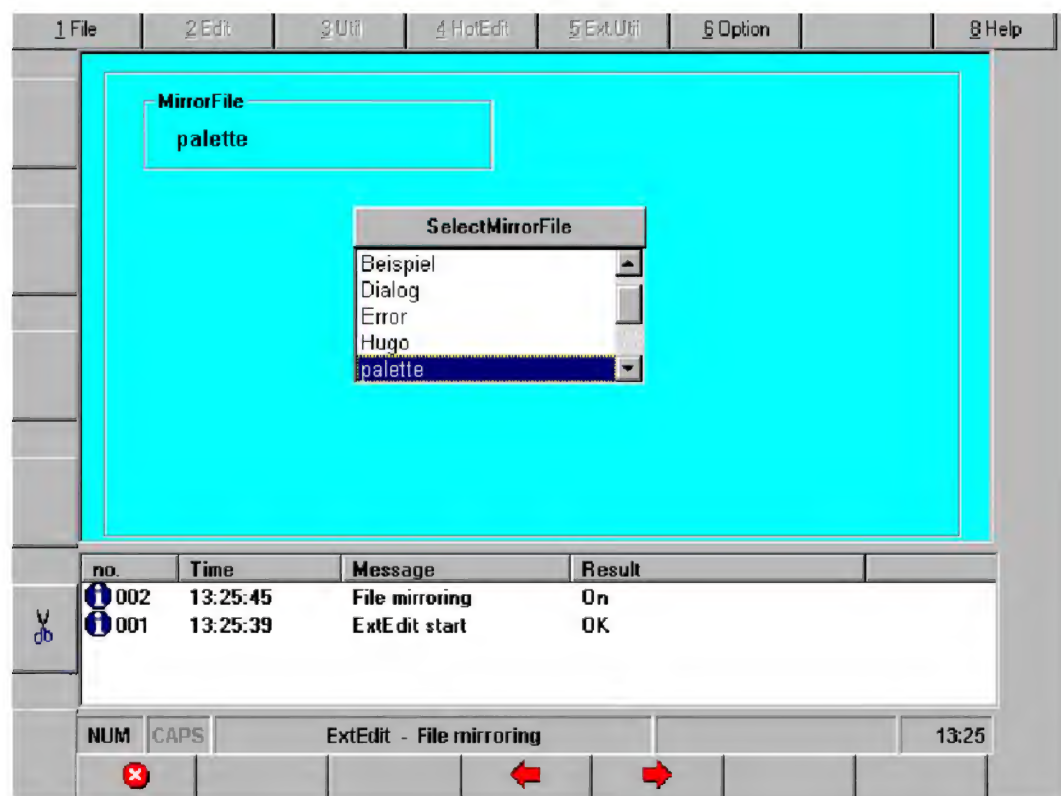 1 File 2 Edit 3 Util 4 HotEdit 5 Ext.Util 6 Option 8 Help
MirrorFile
palette
SelectMirrorFile
Beispiel
Dialog
Error
Hugo
palette
no. Time Message Result
002 13:25:45 File mirroring On
001 13:25:39 ExtEdit start OK
NUM CAPS ExtEdit - File mirroring 13:25